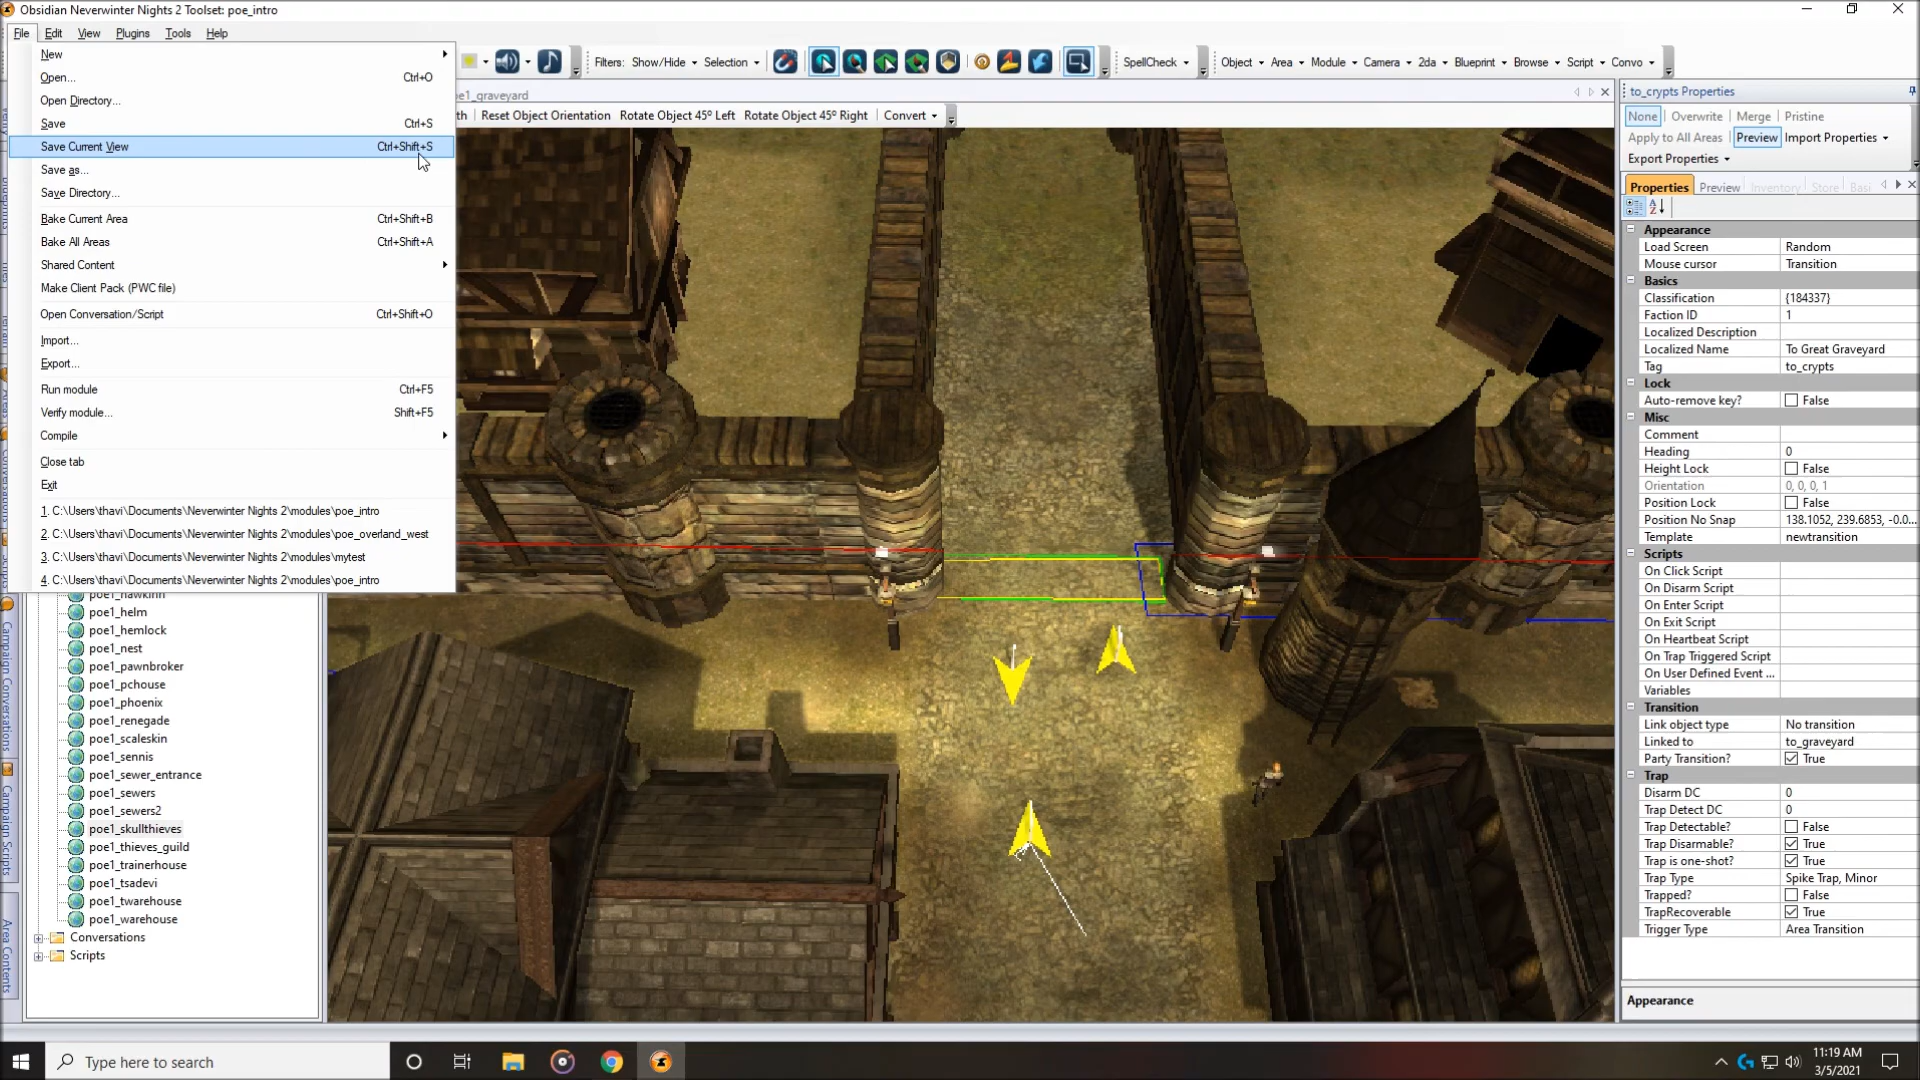 Obsidian Neverwinter Nights 2 Toolset: poe_intro
File Edit View Plugins Tools Help
New
Open... Ctrl+O
Open Directory...
Save Ctrl+S
Save Current View Ctrl+Shift+S
Save as...
Save Directory...
Bake Current Area Ctrl+Shift+B
Bake All Areas Ctrl+Shift+A
Shared Content
Make Client Pack (PWC file)
Open Conversation/Script Ctrl+Shift+O
Import...
Export...
Run module Ctrl+F5
Verify module... Shift+F5
Compile
Close tab
Exit
1. C:\Users\thavi\Documents\Neverwinter Nights 2\modules\poe_intro
2. C:\Users\thavi\Documents\Neverwinter Nights 2\modules\poe_overland_west
3. C:\Users\thavi\Documents\Neverwinter Nights 2\modules\mytest
4. C:\Users\thavi\Documents\Neverwinter Nights 2\modules\poe_intro
Filters: Show/Hide Selection SpellCheck Object Area Module Camera 2da Blueprint Browse Script Convo
oe1_graveyard
th Reset Object Orientation Rotate Object 45º Left Rotate Object 45º Right Convert
poe1_hawkinn
poe1_helm
poe1_hemlock
poe1_nest
poe1_pawnbroker
poe1_pchouse
poe1_phoenix
poe1_renegade
poe1_scaleskin
poe1_sennis
poe1_sewer_entrance
poe1_sewers
poe1_sewers2
poe1_skullthieves
poe1_thieves_guild
poe1_trainerhouse
poe1_tsadevi
poe1_twarehouse
poe1_warehouse
Conversations
Scripts
Campaign Conversations
Campaign Scripts
Area Contents
to_crypts Properties
None Overwrite Merge Pristine
Apply to All Areas Preview Import Properties
Export Properties
Properties Preview Inventory Store Basi
Appearance
Load Screen Random
Mouse cursor Transition
Basics
Classification {184337}
Faction ID 1
Localized Description
Localized Name To Great Graveyard
Tag to_crypts
Lock
Auto-remove key? False
Misc
Comment
Heading 0
Height Lock False
Orientation 0, 0, 0, 1
Position Lock False
Position No Snap 138.1052, 239.6853, -0.0...
Template newtransition
Scripts
On Click Script
On Disarm Script
On Enter Script
On Exit Script
On Heartbeat Script
On Trap Triggered Script
On User Defined Event ...
Variables
Transition
Link object type No transition
Linked to to_graveyard
Party Transition? True
Trap
Disarm DC 0
Trap Detect DC 0
Trap Detectable? False
Trap Disarmable? True
Trap is one-shot? True
Trap Type Spike Trap, Minor
Trapped? False
TrapRecoverable True
Trigger Type Area Transition
Appearance
Type here to search
11:19 AM
3/5/2021